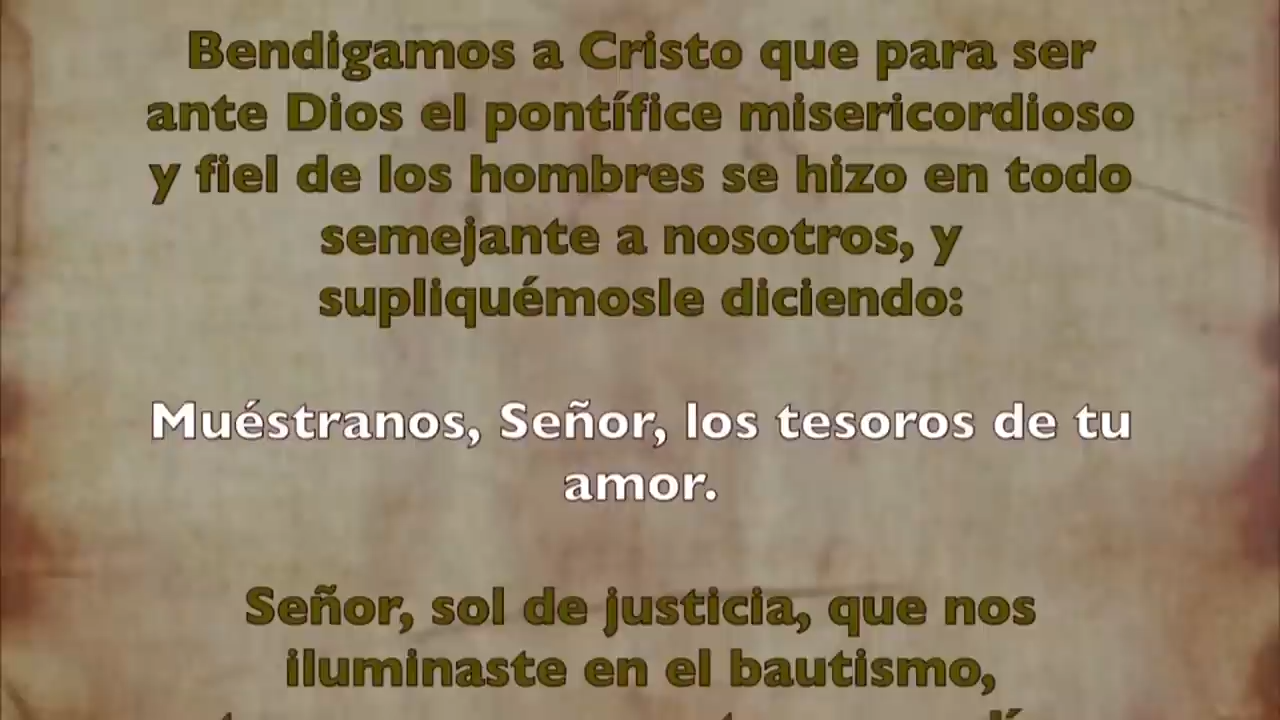 Bendigamos a Cristo que para ser
ante Dios el pontífice misericordioso
y fiel de los hombres se hizo en todo
semejante a nosotros, y
supliquémosle diciendo:
Muéstranos, Señor, los tesoros de tu
amor.
Señor, sol de justicia, que nos
iluminaste en el bautismo,